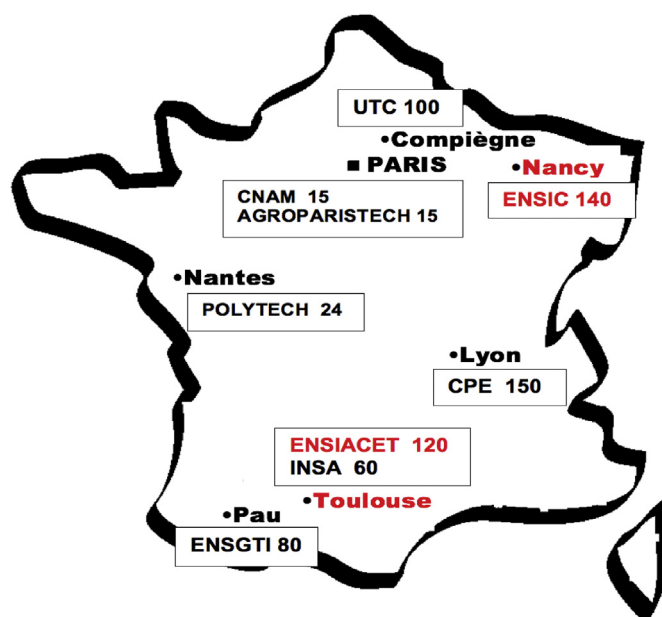 UTC 100
•Compiègne
■ PARIS
•Nancy
CNAM 15
AGROPARISTECH 15
ENSIC 140
•Nantes
POLYTECH 24
•Lyon
CPE 150
ENSIACET 120
INSA 60
•Toulouse
•Pau
ENSGTI 80